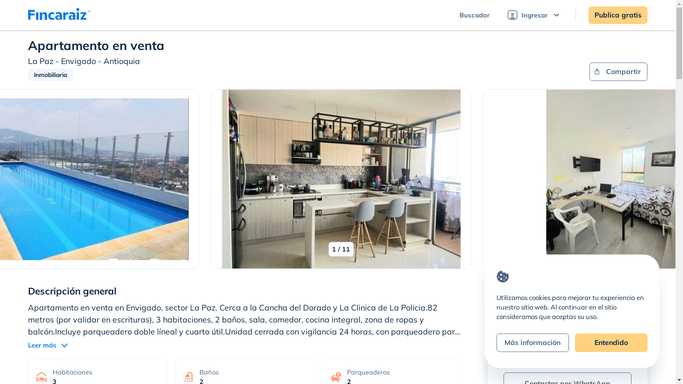 Fincaraiz
Buscador
Ingresar
Publica gratis
Apartamento en venta
La Paz - Envigado - Antioquia
Inmobiliaria
Compartir
1 / 11
Descripción general
Apartamento en venta en Envigado, sector La Paz. Cerca a la Cancha del Dorado y La Clinica de La Policia.82
metros (por validar en escrituras), 3 habitaciones, 2 baños, sala, comedor, cocina integral, zona de ropas y
balcón.Incluye parqueadero doble lineal y cuarto útil.Unidad cerrada con vigilancia 24 horas, con parqueadero par...
Leer más
Habitaciones
3
Baños
2
Parqueaderos
2
Utilizamos cookies para mejorar tu experiencia en
nuestro sitio web. Al continuar en el sitio
consideramos que aceptas su uso.
Más información
Entendido
Contactar por WhatsApp